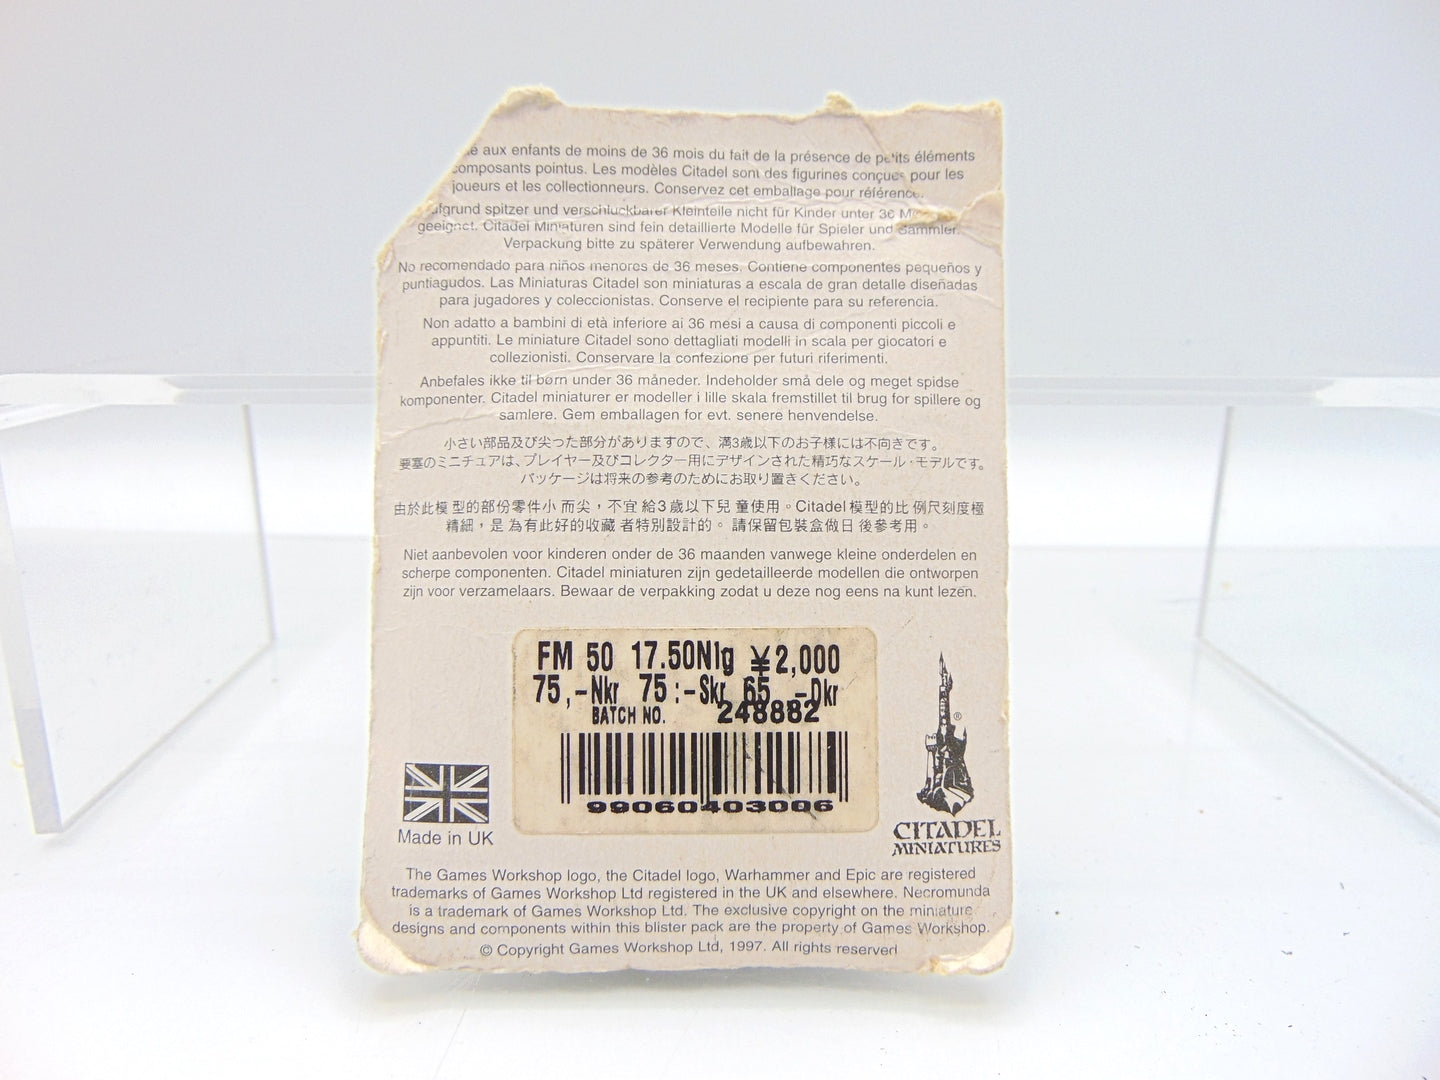 aux enfants de moins de 36 mois du fait de la présence de petits éléments
composants pointus. Les modèles Citadel sont des figurines conçues pour les
joueurs et les collectionneurs. Conservez cet emballage pour référence.
ufgrund spitzer und verschluckbarer Kleinteile nicht für Kinder unter 36
geeignet. Citadel Miniaturen sind fein detaillierte Modelle für Spieler und Sammler.
Verpackung bitte zu späterer Verwendung aufbewahren.
No recomendado para niños menores de 36 meses. Contiene componentes pequeños y
puntiagudos. Las Miniaturas Citadel son miniaturas a escala de gran detalle diseñadas
para jugadores y coleccionistas. Conserve el recipiente para su referencia.
Non adatto a bambini di età inferiore ai 36 mesi a causa di componenti piccoli e
appuntiti. Le miniature Citadel sono dettagliati modelli in scala per giocatori e
collezionisti. Conservare la confezione per futuri riferimenti.
Anbefales ikke til børn under 36 måneder. Indeholder små dele og meget spidse
komponenter. Citadel miniaturer er modeller i lille skala fremstillet til brug for spillere og
samlere. Gem emballagen for evt. senere henvendelse.
小さい部品及び尖った部分がありますので、満3歳以下のお子様には不向きです。
要塞のミニチュアは、プレイヤー及びコレクター用にデザインされた精巧なスケール・モデルです。
パッケージは将来の参考のためにお取り置きください。
由於此模型的部份零件小而尖，不宜給3歲以下兒童使用。Citadel模型的比例尺刻度極
精細，是為有此好的收藏者特別設計的。請保留包裝盒做日後參考用。
Niet aanbevolen voor kinderen onder de 36 maanden vanwege kleine onderdelen en
scherpe componenten. Citadel miniaturen zijn gedetailleerde modellen die ontworpen
zijn voor verzamelaars. Bewaar de verpakking zodat u deze nog eens na kunt lezen.
FM 50 17.50Nlg ¥2,000
75,-Nkr 75:-Skr 65,-Dkr
BATCH NO. 248882
99060403006
®
Made in UK
CITADEL
MINIATURES
The Games Workshop logo, the Citadel logo, Warhammer and Epic are registered
trademarks of Games Workshop Ltd registered in the UK and elsewhere. Necromunda
is a trademark of Games Workshop Ltd. The exclusive copyright on the miniature
designs and components within this blister pack are the property of Games Workshop.
© Copyright Games Workshop Ltd, 1997. All rights reserved